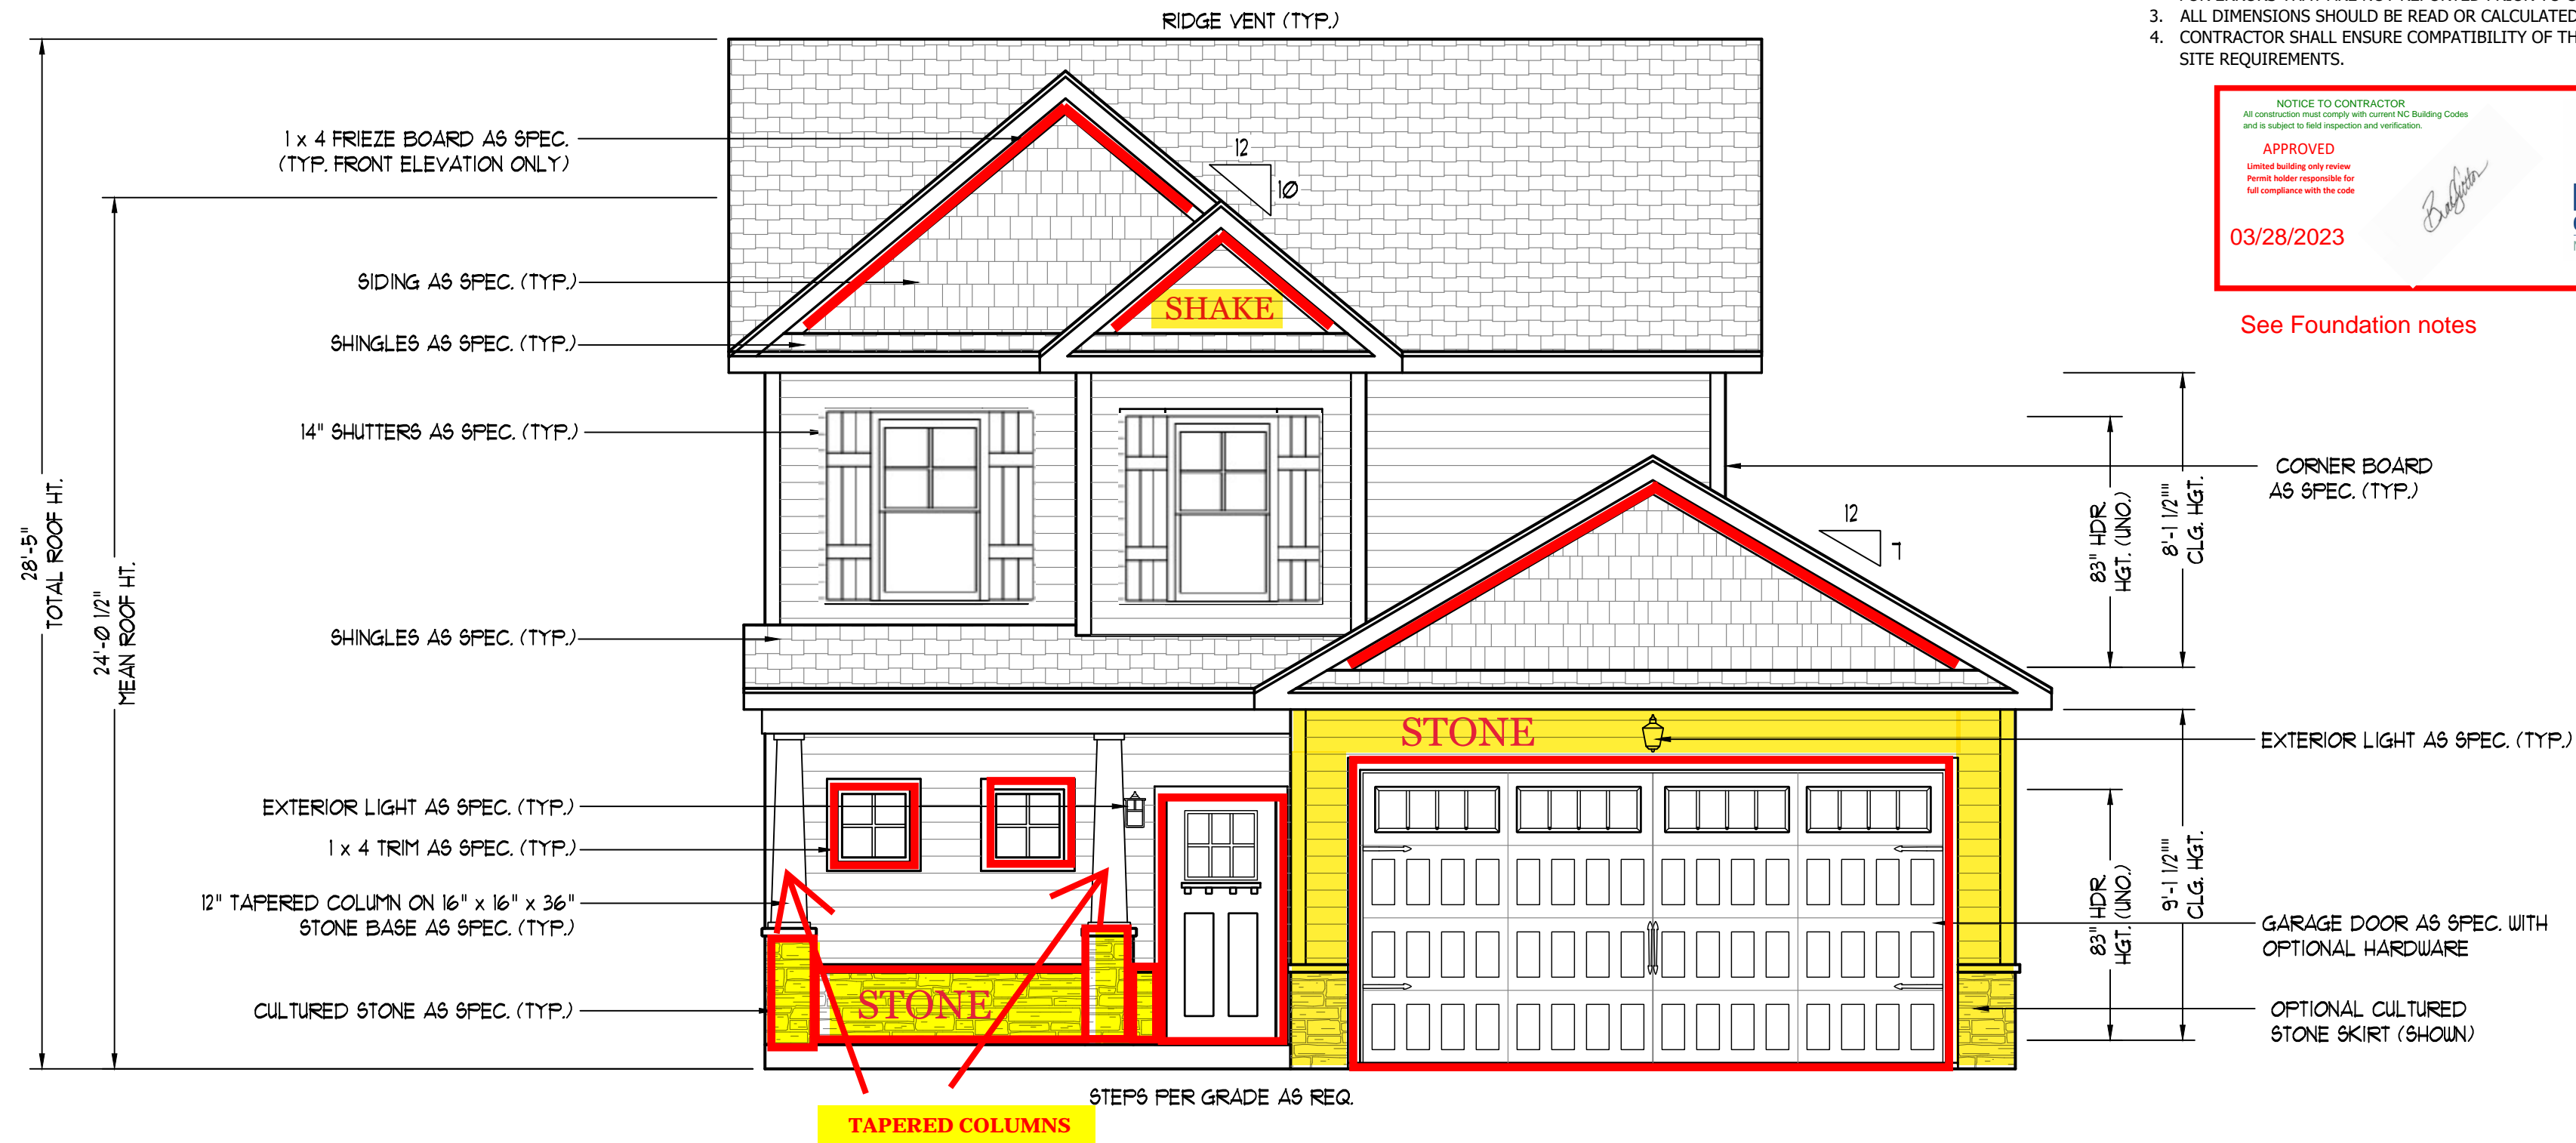 RIDGE VENT (TYP.)
3. ALL DIMENSIONS SHOULD BE READ OR CALCULATED
4. CONTRACTOR SHALL ENSURE COMPATIBILITY OF TH
SITE REQUIREMENTS.
NOTICE TO CONTRACTOR
All construction must comply with current NC Building Codes
and is subject to field inspection and verification.
APPROVED
Limited building only review
Permit holder responsible for
full compliance with the code
03/28/2023
See Foundation notes
28'-5"
TOTAL ROOF HT.
24'-0 1/2"
MEAN ROOF HT.
1 x 4 FRIEZE BOARD AS SPEC.
(TYP. FRONT ELEVATION ONLY)
SIDING AS SPEC. (TYP.)
SHINGLES AS SPEC. (TYP.)
14" SHUTTERS AS SPEC. (TYP.)
SHINGLES AS SPEC. (TYP.)
EXTERIOR LIGHT AS SPEC. (TYP.)
1 x 4 TRIM AS SPEC. (TYP.)
12" TAPERED COLUMN ON 16" x 16" x 36"
STONE BASE AS SPEC. (TYP.)
CULTURED STONE AS SPEC. (TYP.)
12
10
SHAKE
12
7
STONE
STONE
TAPERED COLUMNS
STEPS PER GRADE AS REQ.
83" HDR.
HGT. (UNO.)
8'-1 1/2""
CLG. HGT.
CORNER BOARD
AS SPEC. (TYP.)
EXTERIOR LIGHT AS SPEC. (TYP.)
83" HDR.
HGT. (UNO.)
9'-1 1/2""
CLG. HGT.
GARAGE DOOR AS SPEC. WITH
OPTIONAL HARDWARE
OPTIONAL CULTURED
STONE SKIRT (SHOWN)